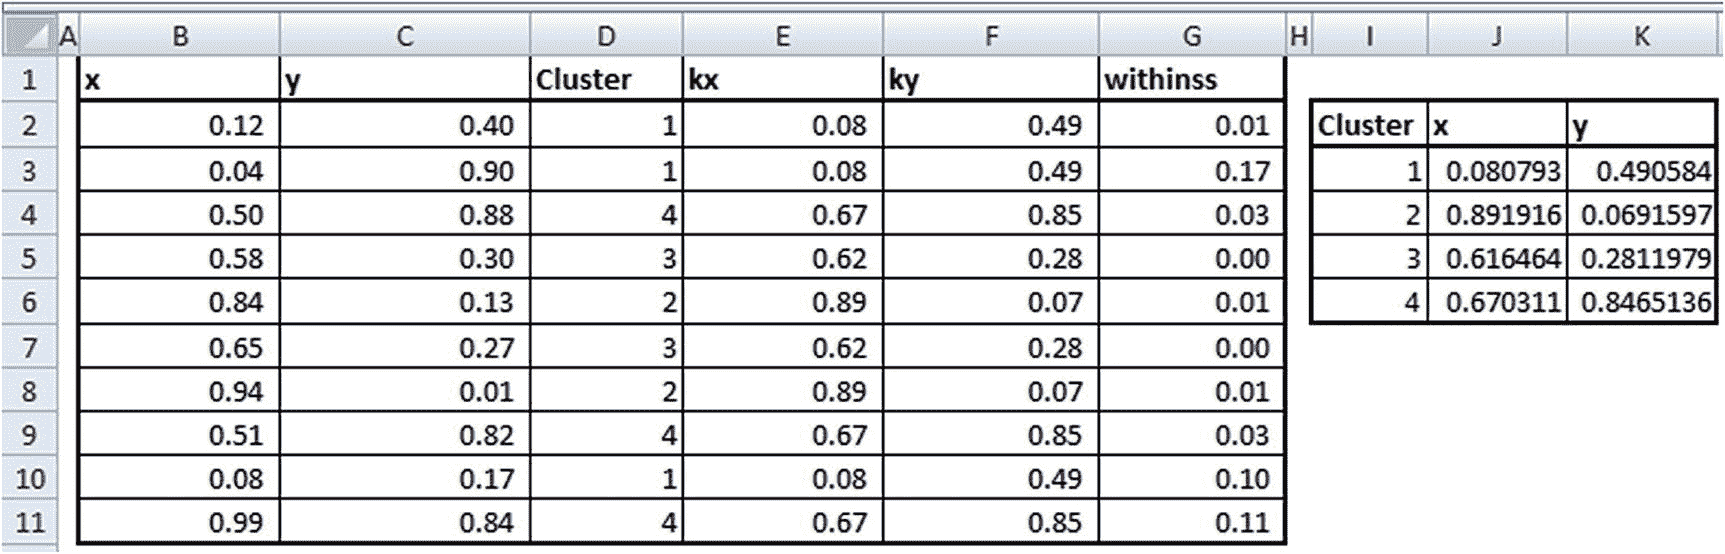 A B C D E F G H I J K
1 x y Cluster kx ky withinss
2 0.12 0.40 1 0.08 0.49 0.01 Cluster x y
3 0.04 0.90 1 0.08 0.49 0.17 1 0.080793 0.490584
4 0.50 0.88 4 0.67 0.85 0.03 2 0.891916 0.0691597
5 0.58 0.30 3 0.62 0.28 0.00 3 0.616464 0.2811979
6 0.84 0.13 2 0.89 0.07 0.01 4 0.670311 0.8465136
7 0.65 0.27 3 0.62 0.28 0.00
8 0.94 0.01 2 0.89 0.07 0.01
9 0.51 0.82 4 0.67 0.85 0.03
10 0.08 0.17 1 0.08 0.49 0.10
11 0.99 0.84 4 0.67 0.85 0.11